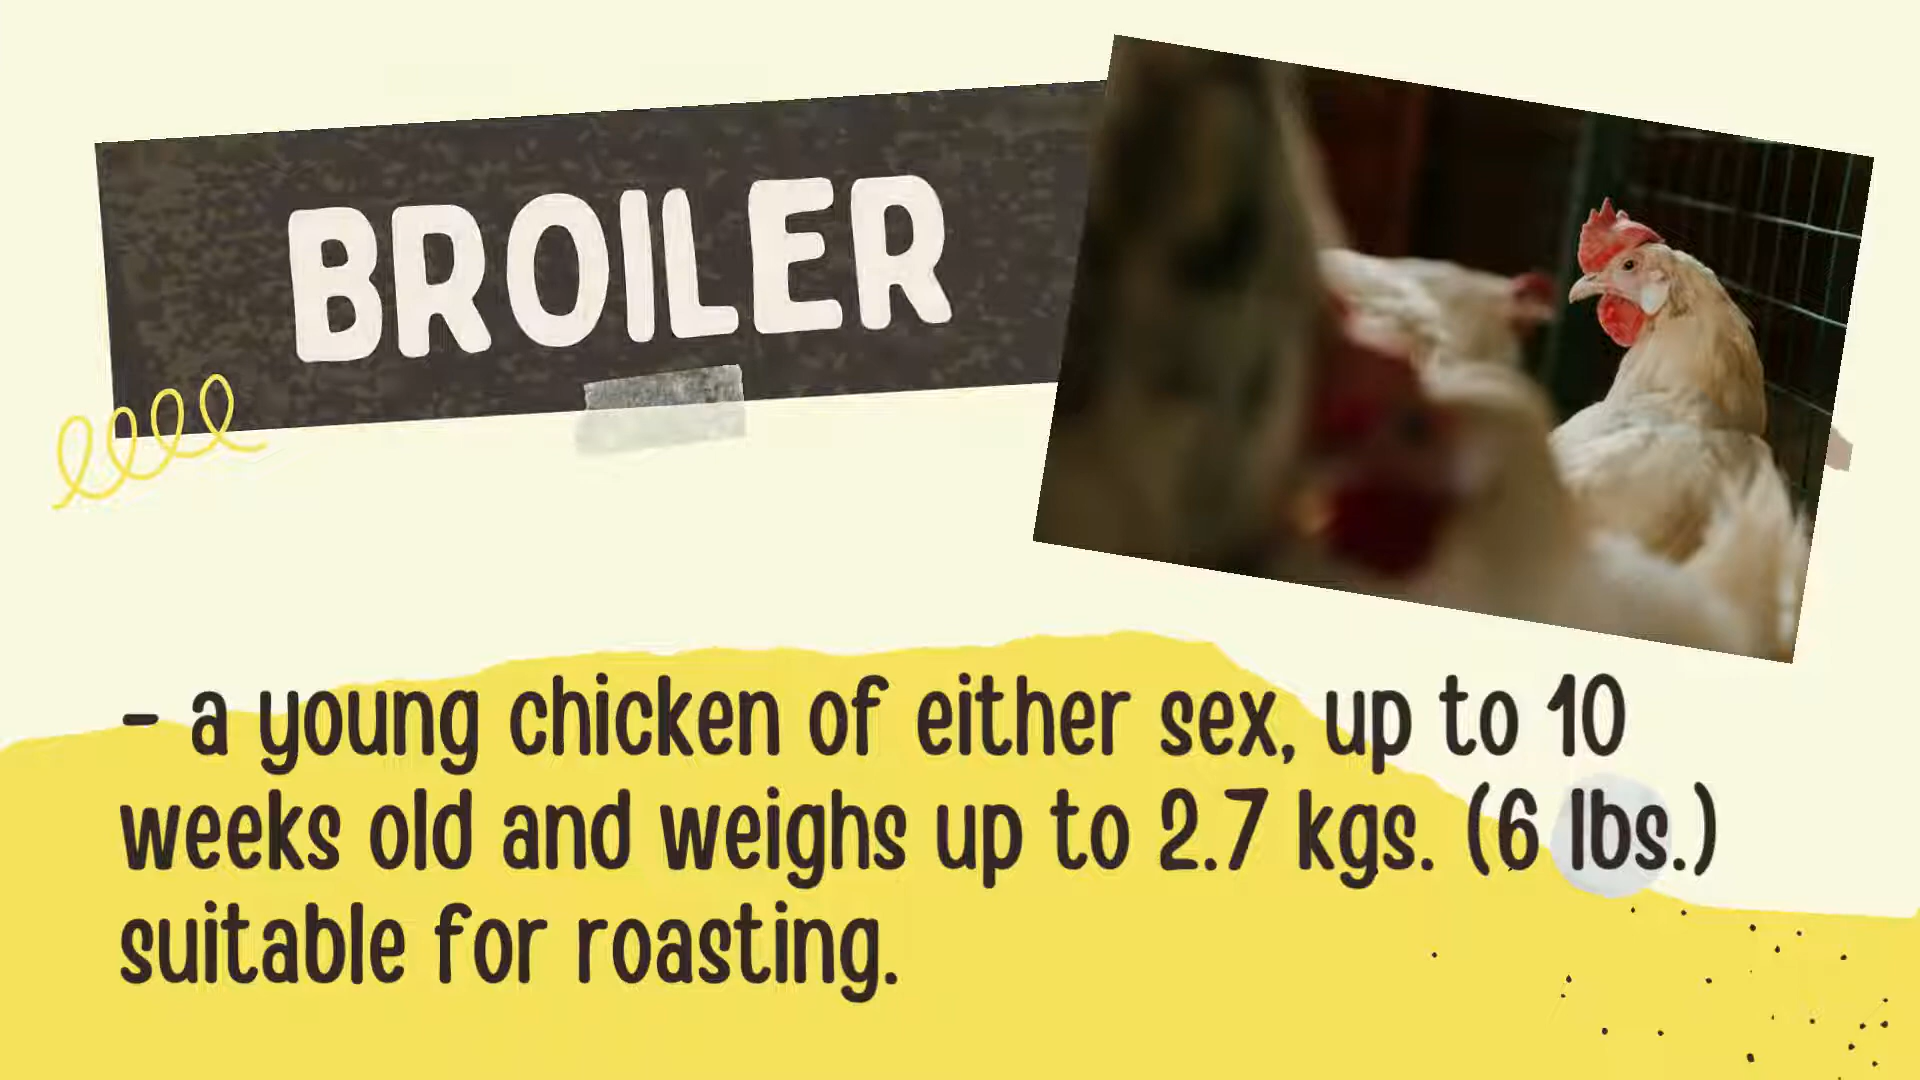 BROILER
- a young chicken of either sex, up to 10
weeks old and weighs up to 2.7 kgs. (6 lbs.)
suitable for roasting.